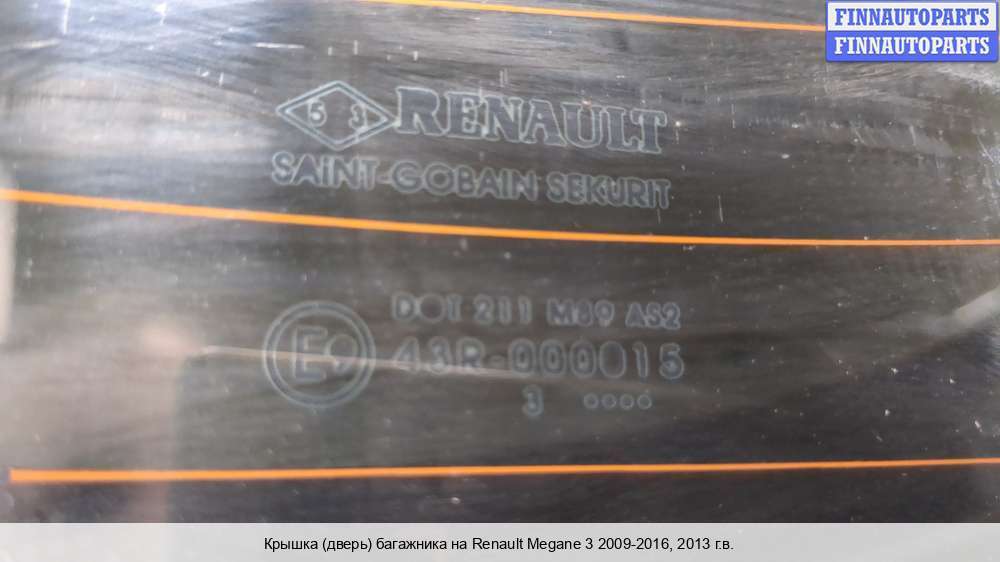 FINNAUTOPARTS
FINNAUTOPARTS
5 3 RENAULT
SAINT-GOBAIN SEKURIT
DOT 211 M69 AS2
E9 43R-000015
3
Крышка (дверь) багажника на Renault Megane 3 2009-2016, 2013 г.в.